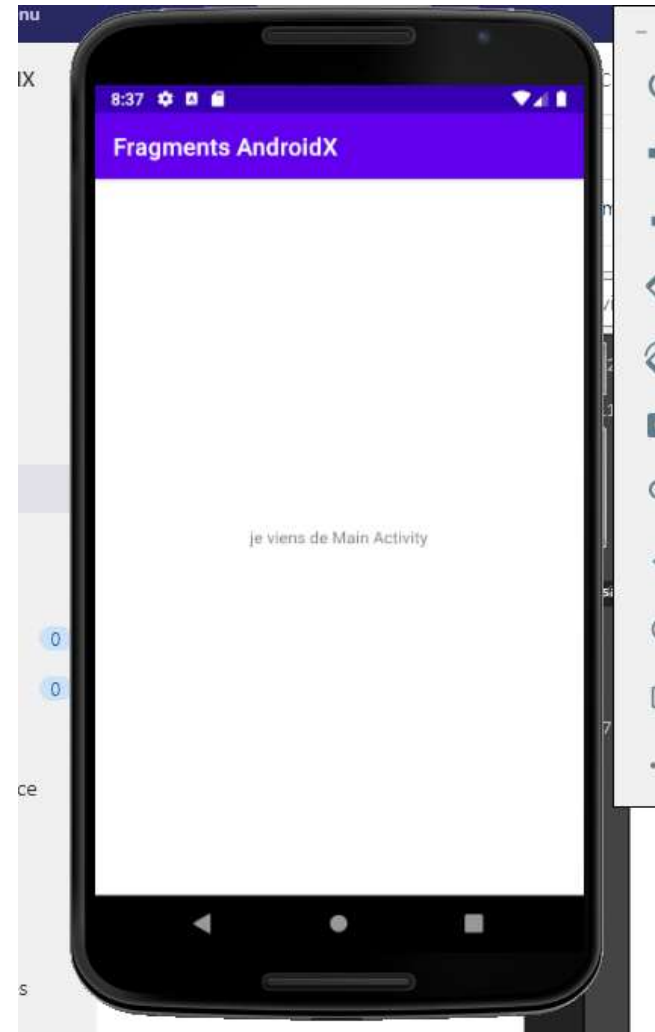 nu
IX
8:37
Fragments AndroidX
je viens de Main Activity
0
0
ce
s